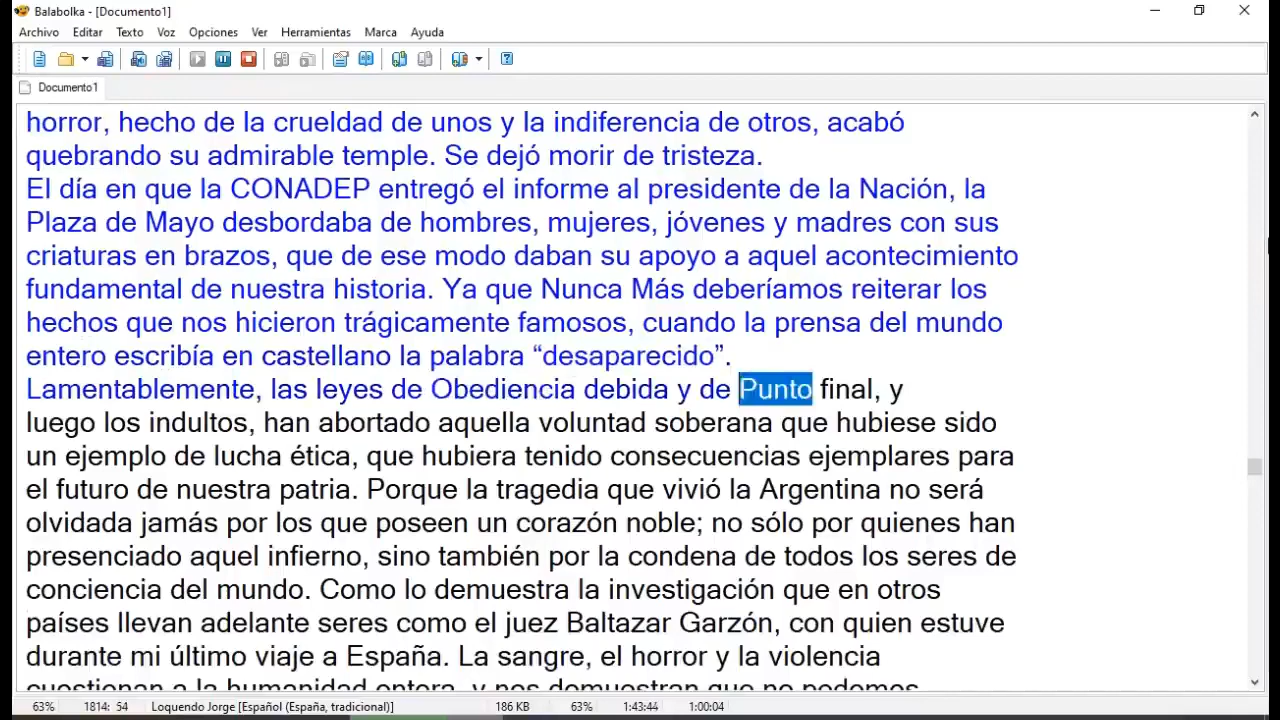 Balabolka - [Documento1]
Archivo Editar Texto Voz Opciones Ver Herramientas Marca Ayuda
Documento1
horror, hecho de la crueldad de unos y la indiferencia de otros, acabó
quebrando su admirable temple. Se dejó morir de tristeza.
El día en que la CONADEP entregó el informe al presidente de la Nación, la
Plaza de Mayo desbordaba de hombres, mujeres, jóvenes y madres con sus
criaturas en brazos, que de ese modo daban su apoyo a aquel acontecimiento
fundamental de nuestra historia. Ya que Nunca Más deberíamos reiterar los
hechos que nos hicieron trágicamente famosos, cuando la prensa del mundo
entero escribía en castellano la palabra “desaparecido”.
Lamentablemente, las leyes de Obediencia debida y de Punto final, y
luego los indultos, han abortado aquella voluntad soberana que hubiese sido
un ejemplo de lucha ética, que hubiera tenido consecuencias ejemplares para
el futuro de nuestra patria. Porque la tragedia que vivió la Argentina no será
olvidada jamás por los que poseen un corazón noble; no sólo por quienes han
presenciado aquel infierno, sino también por la condena de todos los seres de
conciencia del mundo. Como lo demuestra la investigación que en otros
países llevan adelante seres como el juez Baltazar Garzón, con quien estuve
durante mi último viaje a España. La sangre, el horror y la violencia
cuestionan a la humanidad entera, y nos demuestran que no podemos
63% 1814: 54 Loquendo Jorge [Español (España, tradicional)] 186 KB 63% 1:43:44 1:00:04